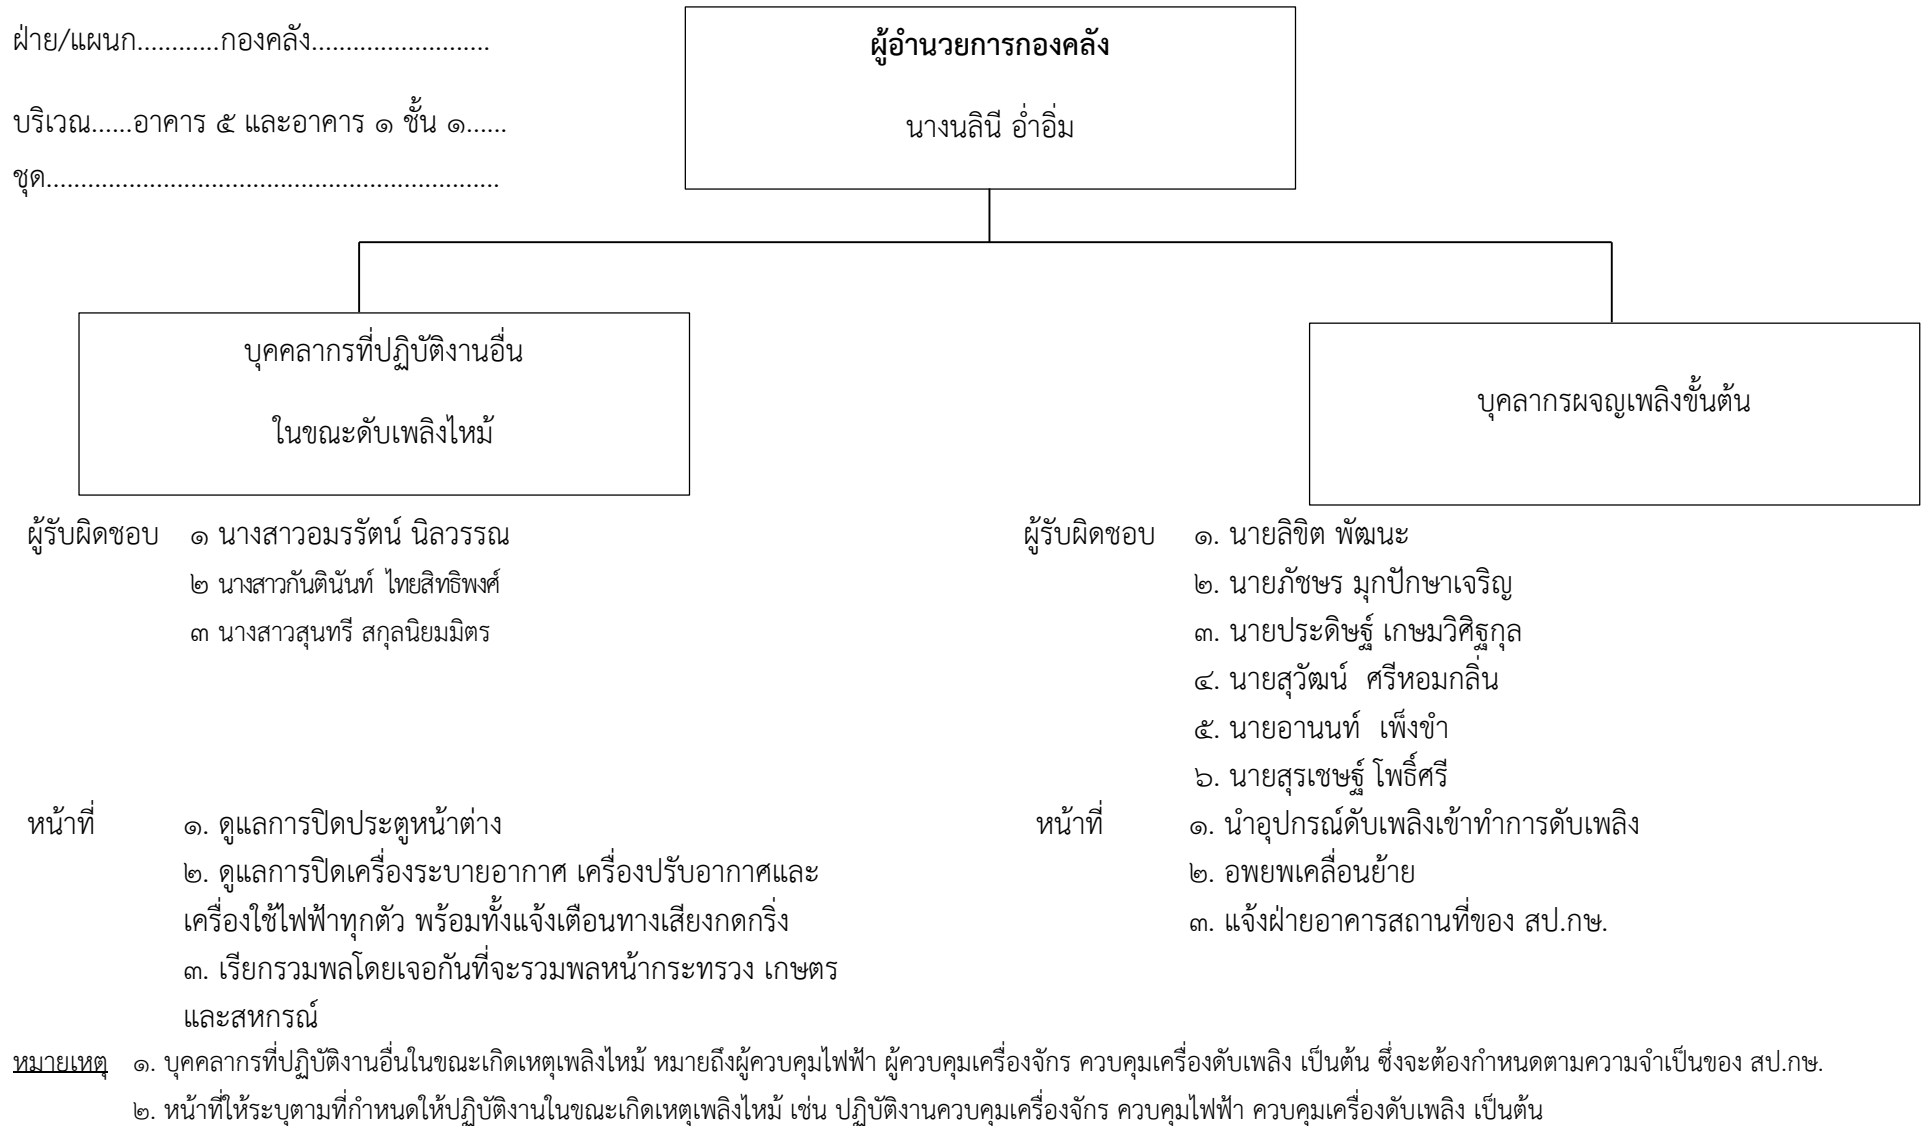 ฝ่าย/แผนก............กองคลัง..........................
บริเวณ......อาคาร ๕ และอาคาร ๑ ชั้น ๑......
ชุด..................................................................
ผู้อำนวยการกองคลัง
นางนลินี อ่ำอิ่ม
บุคคลากรที่ปฏิบัติงานอื่น
ในขณะดับเพลิงไหม้
ผู้รับผิดชอบ ๑ นางสาวอมรรัตน์ นิลวรรณ
๒ นางสาวกันตินันท์ ไทยสิทธิพงศ์
๓ นางสาวสุนทรี สกุลนิยมมิตร
หน้าที่ ๑. ดูแลการปิดประตูหน้าต่าง
๒. ดูแลการปิดเครื่องระบายอากาศ เครื่องปรับอากาศและ
เครื่องใช้ไฟฟ้าทุกตัว พร้อมทั้งแจ้งเตือนทางเสียงกดกริ่ง
๓. เรียกรวมพลโดยเจอกันที่จะรวมพลหน้ากระทรวง เกษตร
และสหกรณ์
บุคลากรผจญเพลิงขั้นต้น
ผู้รับผิดชอบ ๑. นายลิขิต พัฒนะ
๒. นายภัชษร มุกปักษาเจริญ
๓. นายประดิษฐ์ เกษมวิศิฐกุล
๔. นายสุวัฒน์ ศรีหอมกลิ่น
๕. นายอานนท์ เพ็งขำ
๖. นายสุรเชษฐ์ โพธิ์ศรี
หน้าที่ ๑. นำอุปกรณ์ดับเพลิงเข้าทำการดับเพลิง
๒. อพยพเคลื่อนย้าย
๓. แจ้งฝ่ายอาคารสถานที่ของ สป.กษ.
หมายเหตุ ๑. บุคคลากรที่ปฏิบัติงานอื่นในขณะเกิดเหตุเพลิงไหม้ หมายถึงผู้ควบคุมไฟฟ้า ผู้ควบคุมเครื่องจักร ควบคุมเครื่องดับเพลิง เป็นต้น ซึ่งจะต้องกำหนดตามความจำเป็นของ สป.กษ.
๒. หน้าที่ให้ระบุตามที่กำหนดให้ปฏิบัติงานในขณะเกิดเหตุเพลิงไหม้ เช่น ปฏิบัติงานควบคุมเครื่องจักร ควบคุมไฟฟ้า ควบคุมเครื่องดับเพลิง เป็นต้น